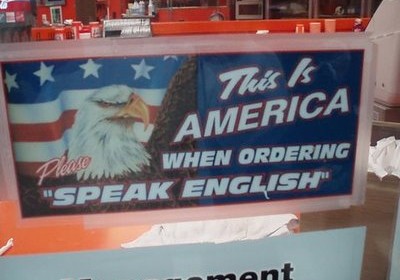 This Is
AMERICA
Please
WHEN ORDERING
"SPEAK ENGLISH"